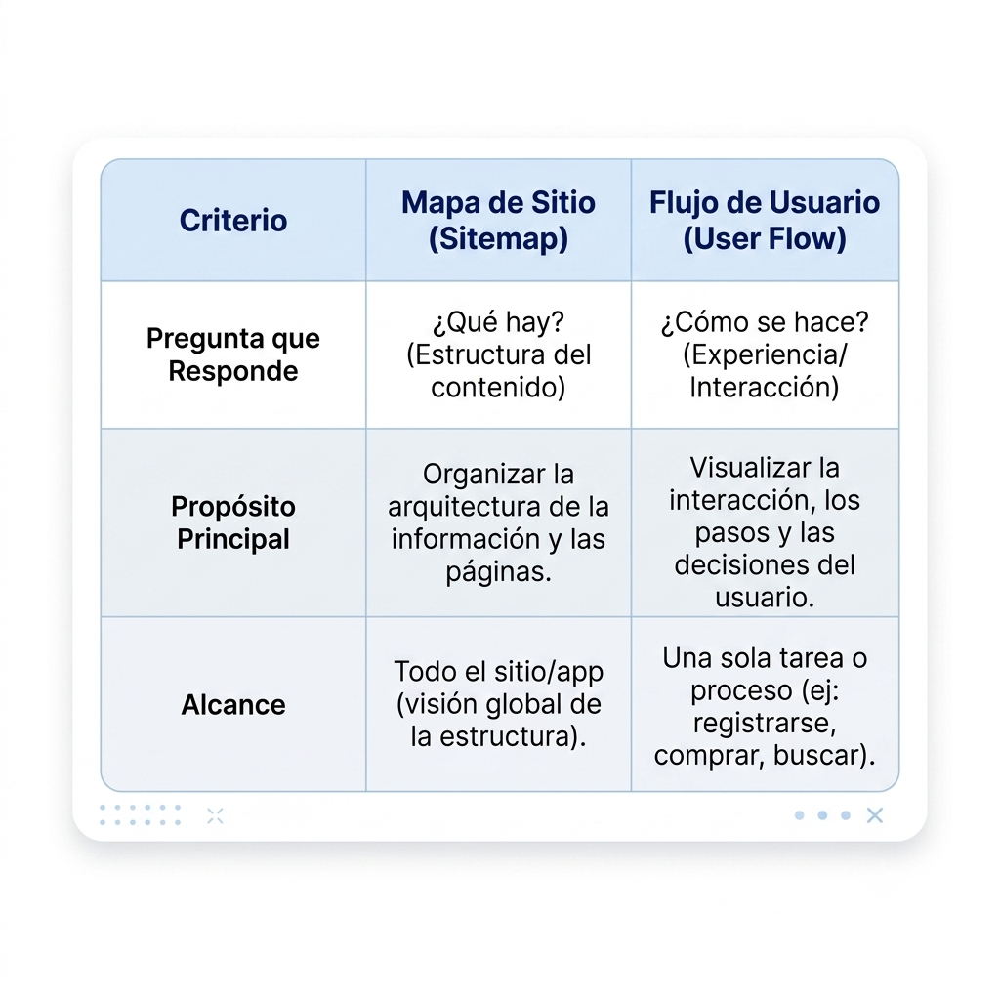 Criterio
Mapa de Sitio
(Sitemap)
Flujo de Usuario
(User Flow)
Pregunta que
Responde
¿Qué hay?
(Estructura del
contenido)
¿Cómo se hace?
(Experiencia/
Interacción)
Propósito
Principal
Organizar la
arquitectura de la
información y las
páginas.
Visualizar la
interacción, los
pasos y las
decisiones del
usuario.
Alcance
Todo el sitio/app
(visión global de
la estructura).
Una sola tarea o
proceso (ej:
registrarse,
comprar, buscar).